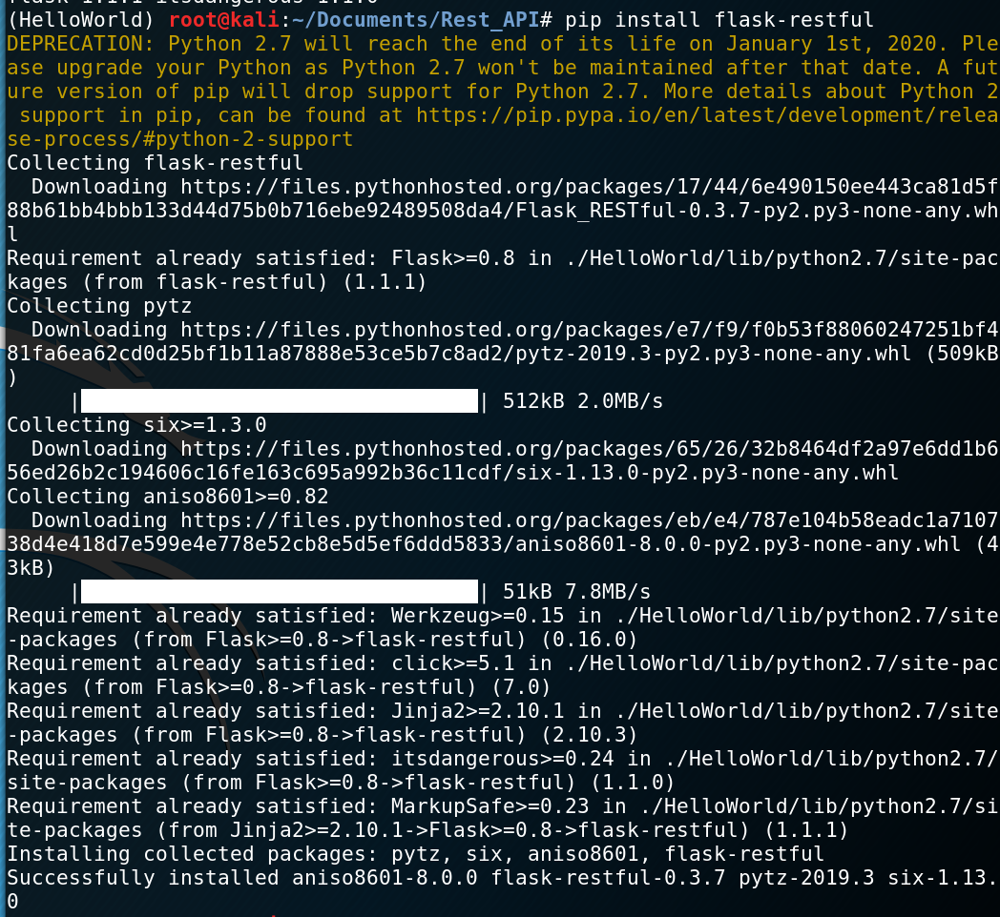 (HelloWorld) root@kali:~/Documents/Rest_API# pip install flask-restful
DEPRECATION: Python 2.7 will reach the end of its life on January 1st, 2020. Ple
ase upgrade your Python as Python 2.7 won't be maintained after that date. A fut
ure version of pip will drop support for Python 2.7. More details about Python 2
 support in pip, can be found at https://pip.pypa.io/en/latest/development/relea
se-process/#python-2-support
Collecting flask-restful
  Downloading https://files.pythonhosted.org/packages/17/44/6e490150ee443ca81d5f
88b61bb4bbb133d44d75b0b716ebe92489508da4/Flask_RESTful-0.3.7-py2.py3-none-any.wh
l
Requirement already satisfied: Flask>=0.8 in ./HelloWorld/lib/python2.7/site-pac
kages (from flask-restful) (1.1.1)
Collecting pytz
  Downloading https://files.pythonhosted.org/packages/e7/f9/f0b53f88060247251bf4
81fa6ea62cd0d25bf1b11a87888e53ce5b7c8ad2/pytz-2019.3-py2.py3-none-any.whl (509kB
)
     |                                | 512kB 2.0MB/s
Collecting six>=1.3.0
  Downloading https://files.pythonhosted.org/packages/65/26/32b8464df2a97e6dd1b6
56ed26b2c194606c16fe163c695a992b36c11cdf/six-1.13.0-py2.py3-none-any.whl
Collecting aniso8601>=0.82
  Downloading https://files.pythonhosted.org/packages/eb/e4/787e104b58eadc1a7107
38d4e418d7e599e4e778e52cb8e5d5ef6ddd5833/aniso8601-8.0.0-py2.py3-none-any.whl (4
3kB)
     |                                | 51kB 7.8MB/s
Requirement already satisfied: Werkzeug>=0.15 in ./HelloWorld/lib/python2.7/site
-packages (from Flask>=0.8->flask-restful) (0.16.0)
Requirement already satisfied: click>=5.1 in ./HelloWorld/lib/python2.7/site-pac
kages (from Flask>=0.8->flask-restful) (7.0)
Requirement already satisfied: Jinja2>=2.10.1 in ./HelloWorld/lib/python2.7/site
-packages (from Flask>=0.8->flask-restful) (2.10.3)
Requirement already satisfied: itsdangerous>=0.24 in ./HelloWorld/lib/python2.7/
site-packages (from Flask>=0.8->flask-restful) (1.1.0)
Requirement already satisfied: MarkupSafe>=0.23 in ./HelloWorld/lib/python2.7/si
te-packages (from Jinja2>=2.10.1->Flask>=0.8->flask-restful) (1.1.1)
Installing collected packages: pytz, six, aniso8601, flask-restful
Successfully installed aniso8601-8.0.0 flask-restful-0.3.7 pytz-2019.3 six-1.13.
0